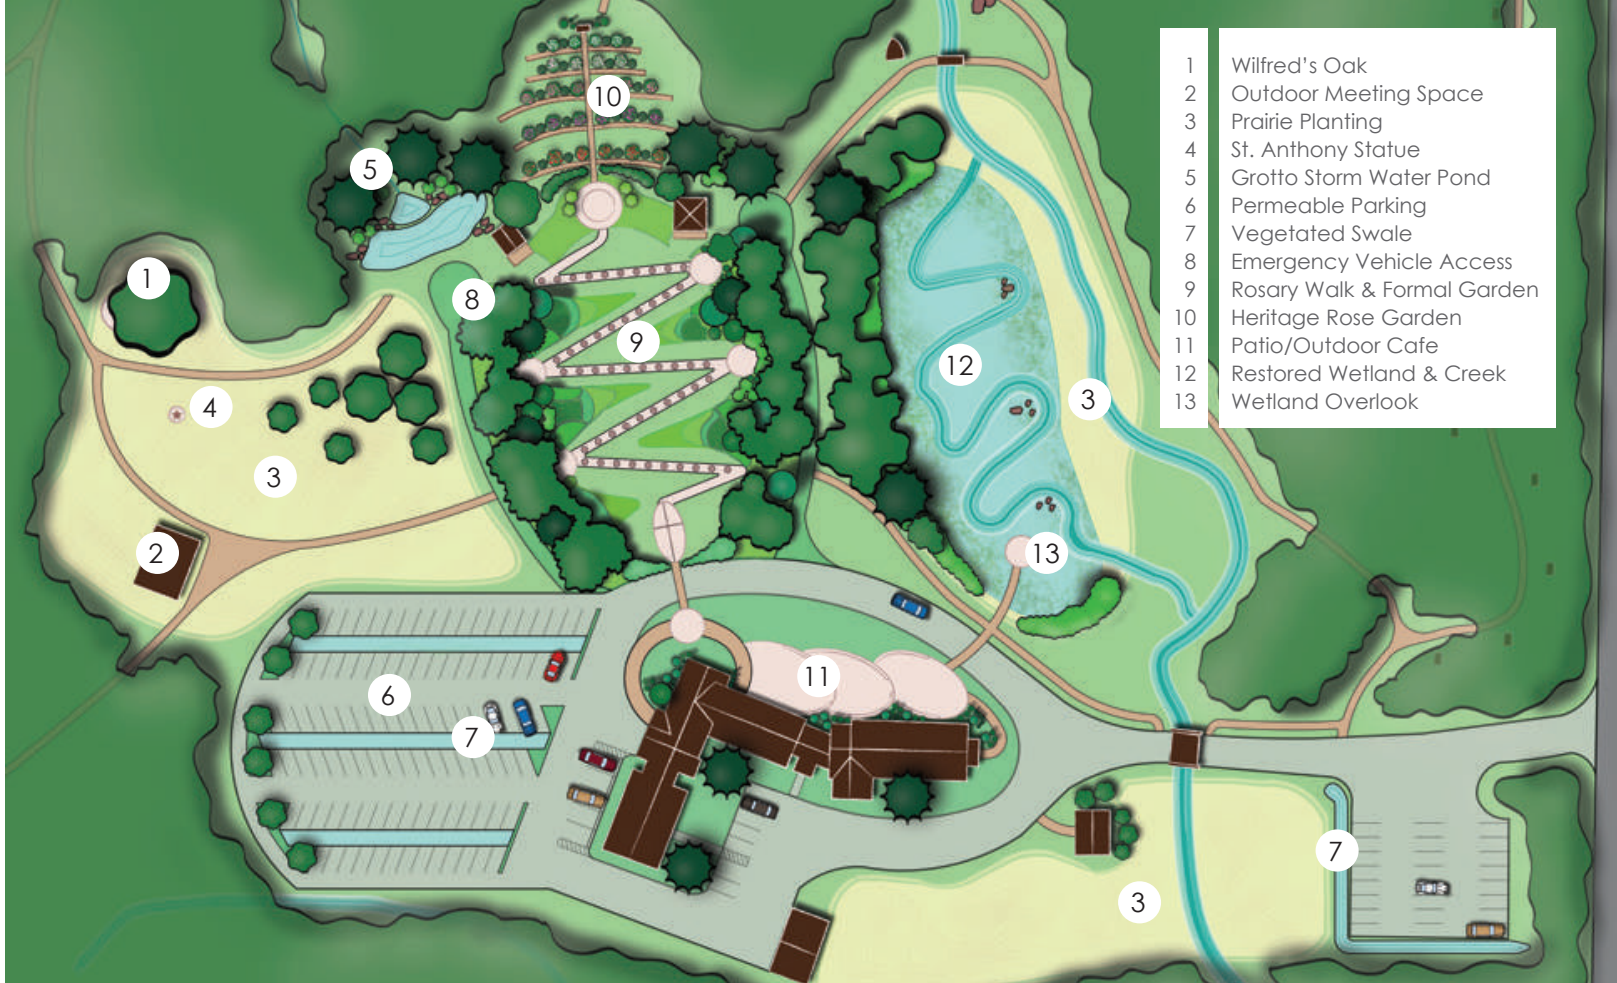 1 Wilfred's Oak
2 Outdoor Meeting Space
3 Prairie Planting
4 St. Anthony Statue
5 Grotto Storm Water Pond
6 Permeable Parking
7 Vegetated Swale
8 Emergency Vehicle Access
9 Rosary Walk & Formal Garden
10 Heritage Rose Garden
11 Patio/Outdoor Cafe
12 Restored Wetland & Creek
13 Wetland Overlook
10
5
1
8
9
12
3
4
3
2
13
11
6
7
7
3